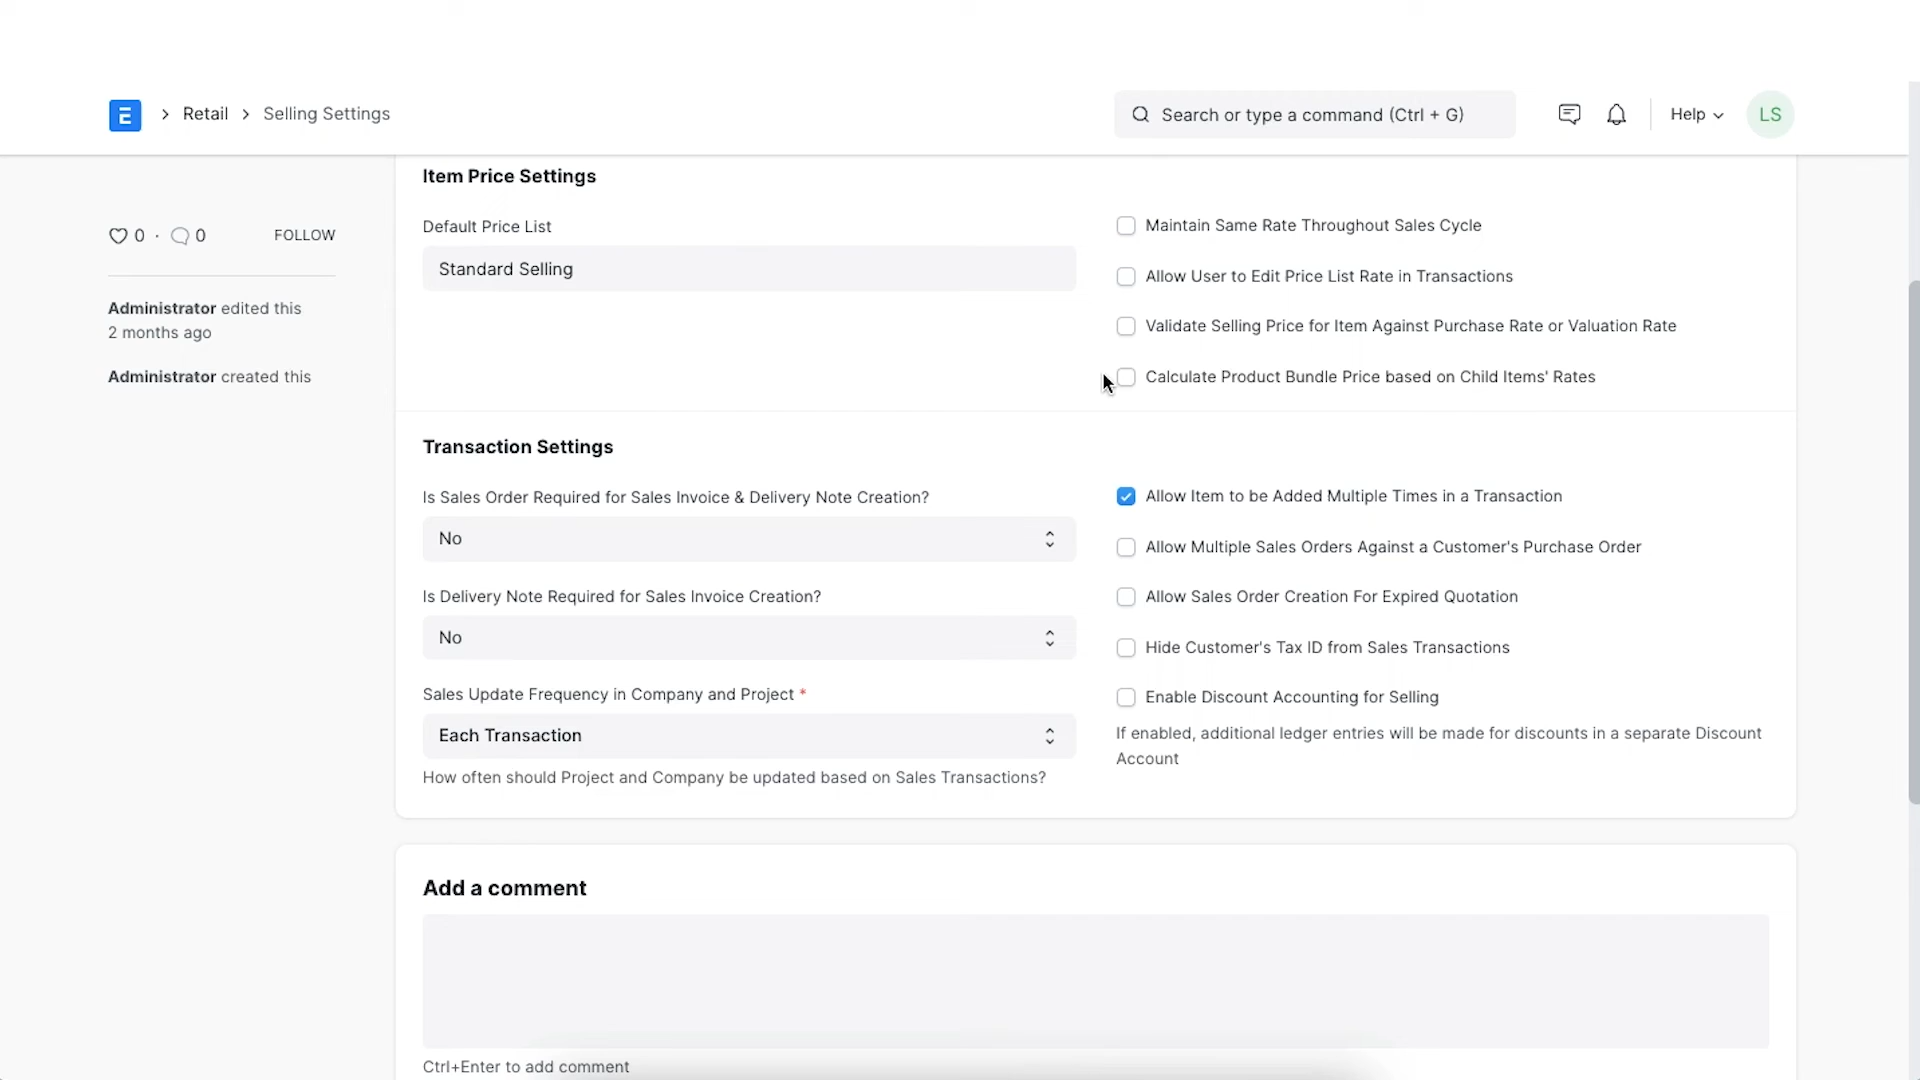 Retail
Selling Settings
Search or type a command (Ctrl + G)
Help
LS
0 · 0
FOLLOW
Administrator edited this
2 months ago
Administrator created this
Item Price Settings
Default Price List
Standard Selling
Maintain Same Rate Throughout Sales Cycle
Allow User to Edit Price List Rate in Transactions
Validate Selling Price for Item Against Purchase Rate or Valuation Rate
Calculate Product Bundle Price based on Child Items' Rates
Transaction Settings
Is Sales Order Required for Sales Invoice & Delivery Note Creation?
No
Is Delivery Note Required for Sales Invoice Creation?
No
Sales Update Frequency in Company and Project *
Each Transaction
How often should Project and Company be updated based on Sales Transactions?
Allow Item to be Added Multiple Times in a Transaction
Allow Multiple Sales Orders Against a Customer's Purchase Order
Allow Sales Order Creation For Expired Quotation
Hide Customer's Tax ID from Sales Transactions
Enable Discount Accounting for Selling
If enabled, additional ledger entries will be made for discounts in a separate Discount
Account
Add a comment
Ctrl+Enter to add comment